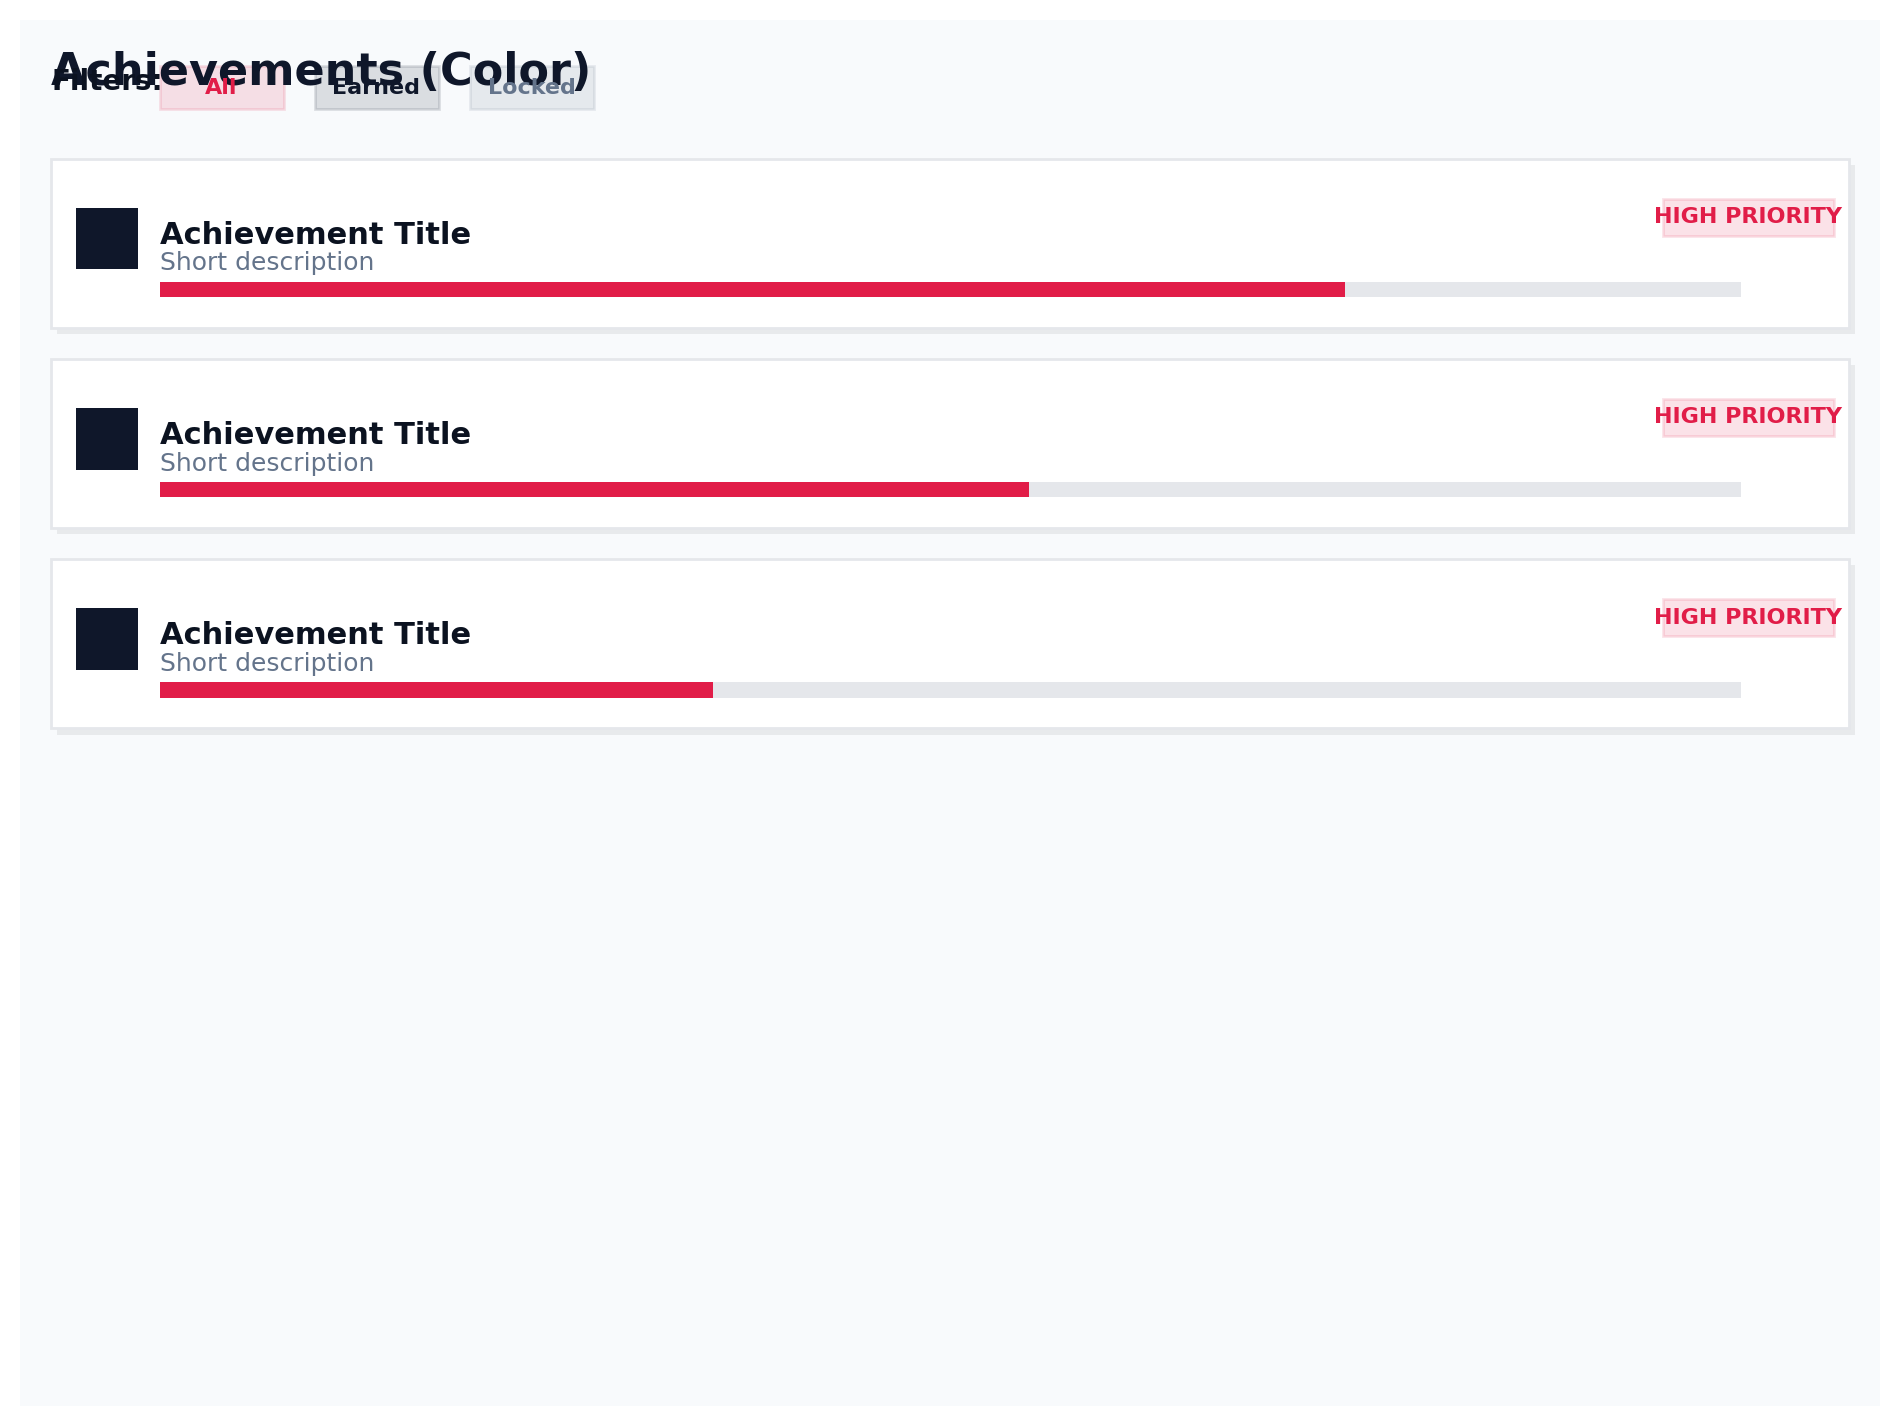 Achievements (Color)
Filters: All Earned Locked
HIGH PRIORITY
Achievement Title
Short description
HIGH PRIORITY
Achievement Title
Short description
HIGH PRIORITY
Achievement Title
Short description